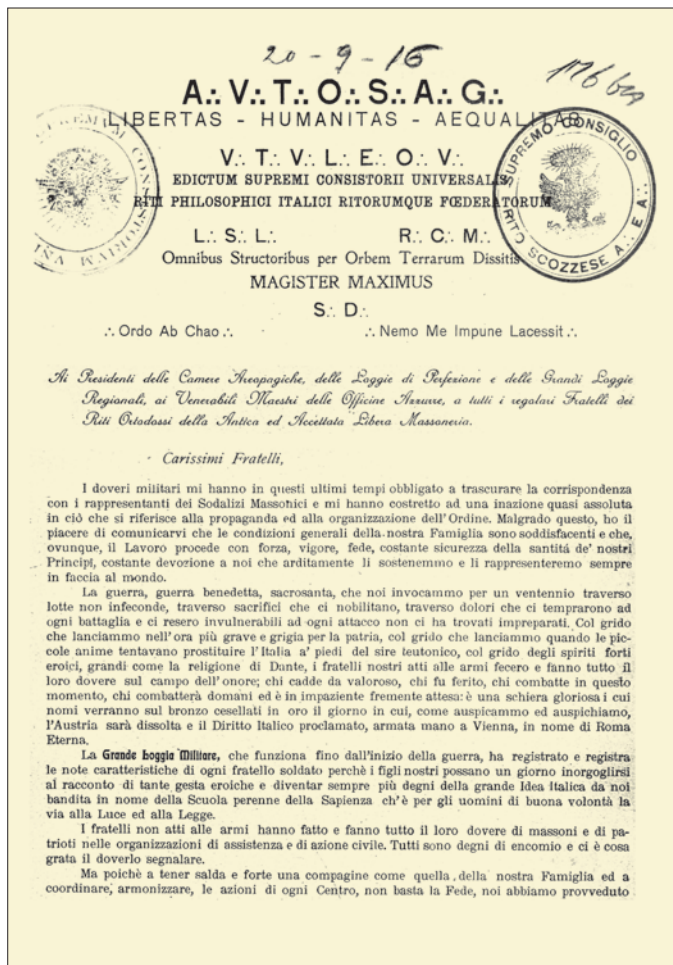 20-9-16
176 bis
A∴ V∴ T∴ O∴ S∴ A∴ G∴
LIBERTAS - HUMANITAS - AEQUALITAS
V∴ T∴ V∴ L∴ E∴ O∴ V∴
EDICTUM SUPREMI CONSISTORII UNIVERSALIS
RITI PHILOSOPHICI ITALICI RITORUMQUE FŒDERATORUM
SUPREMO CONSIGLIO
RITO SCOZZESE A∴ E A∴
L∴ S∴ L∴ R∴ C∴ M∴
Omnibus Structoribus per Orbem Terrarum Dissitis
MAGISTER MAXIMUS
S∴ D∴
∴ Ordo Ab Chao ∴ ∴ Nemo Me Impune Lacessit ∴
Ai Presidenti delle Camere Areopagiche, delle Loggie di Perfezione e delle Grandi Loggie
Regionali, ai Venerabili Maestri delle Officine Azzurre, a tutti i regolari Fratelli dei
Riti Ortodossi della Antica ed Accettata Libera Massoneria.
Carissimi Fratelli,
I doveri militari mi hanno in questi ultimi tempi obbligato a trascurare la corrispondenza
con i rappresentanti dei Sodalizi Massonici e mi hanno costretto ad una inazione quasi assoluta
in ciò che si riferisce alla propaganda ed alla organizzazione dell'Ordine. Malgrado questo, ho il
piacere di comunicarvi che le condizioni generali della nostra Famiglia sono soddisfacenti e che,
ovunque, il Lavoro procede con forza, vigore, fede, costante sicurezza della santitá de' nostri
Principi, costante devozione a noi che arditamente li sostenemmo e li rappresenteremo sempre
in faccia al mondo.
La guerra, guerra benedetta, sacrosanta, che noi invocammo per un ventennio traverso
lotte non infeconde, traverso sacrifici che ci nobilitano, traverso dolori che ci temprarono ad
ogni battaglia e ci resero invulnerabili ad ogni attacco non ci ha trovati impreparati. Col grido
che lanciammo nell'ora più grave e grigia per la patria, col grido che lanciammo quando le pic-
cole anime tentavano prostituire l'Italia a' piedi del sire teutonico, col grido degli spiriti forti
eroici, grandi come la religione di Dante, i fratelli nostri atti alle armi fecero e fanno tutto il
loro dovere sul campo dell'onore; chi cadde da valoroso, chi fu ferito, chi combatte in questo
momento, chi combatterà domani ed è in impaziente fremente attesa: è una schiera gloriosa i cui
nomi verranno sul bronzo cesellati in oro il giorno in cui, come auspicammo ed auspichiamo,
l'Austria sarà dissolta e il Diritto Italico proclamato, armata mano a Vienna, in nome di Roma
Eterna.
La Grande Loggia Militare, che funziona fino dall'inizio della guerra, ha registrato e registra
le note caratteristiche di ogni fratello soldato perchè i figli nostri possano un giorno inorgoglirsi
al racconto di tante gesta eroiche e diventar sempre più degni della grande Idea italica da noi
bandita in nome della Scuola perenne della Sapienza ch'è per gli uomini di buona volontà la
via alla Luce ed alla Legge.
I fratelli non atti alle armi hanno fatto e fanno tutto il loro dovere di massoni e di pa-
trioti nelle organizzazioni di assistenza e di azione civile. Tutti sono degni di encomio e ci è cosa
grata il doverlo segnalare.
Ma poichè a tener salda e forte una compagine come quella della nostra Famiglia ed a
coordinare, armonizzare, le azioni di ogni Centro, non basta la Fede, noi abbiamo provveduto